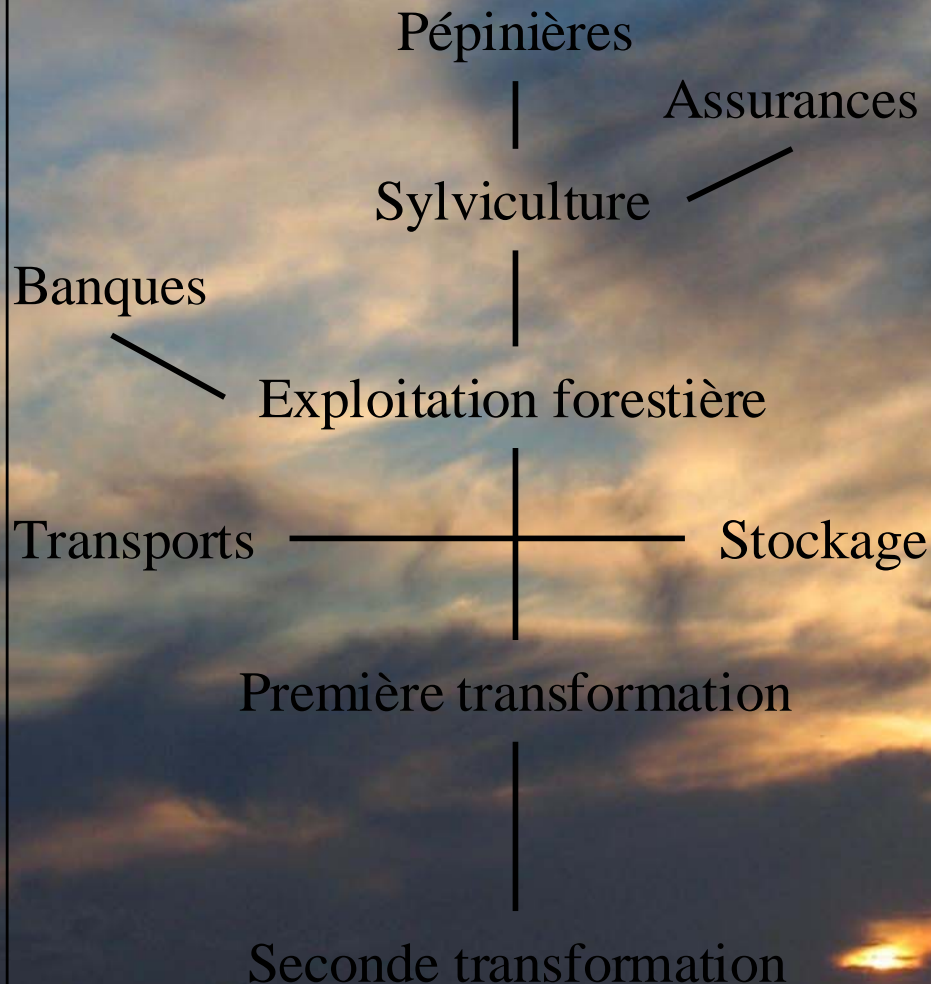 Pépinières
Assurances
Sylviculture
Banques
Exploitation forestière
Transports
Stockage
Première transformation
Seconde transformation